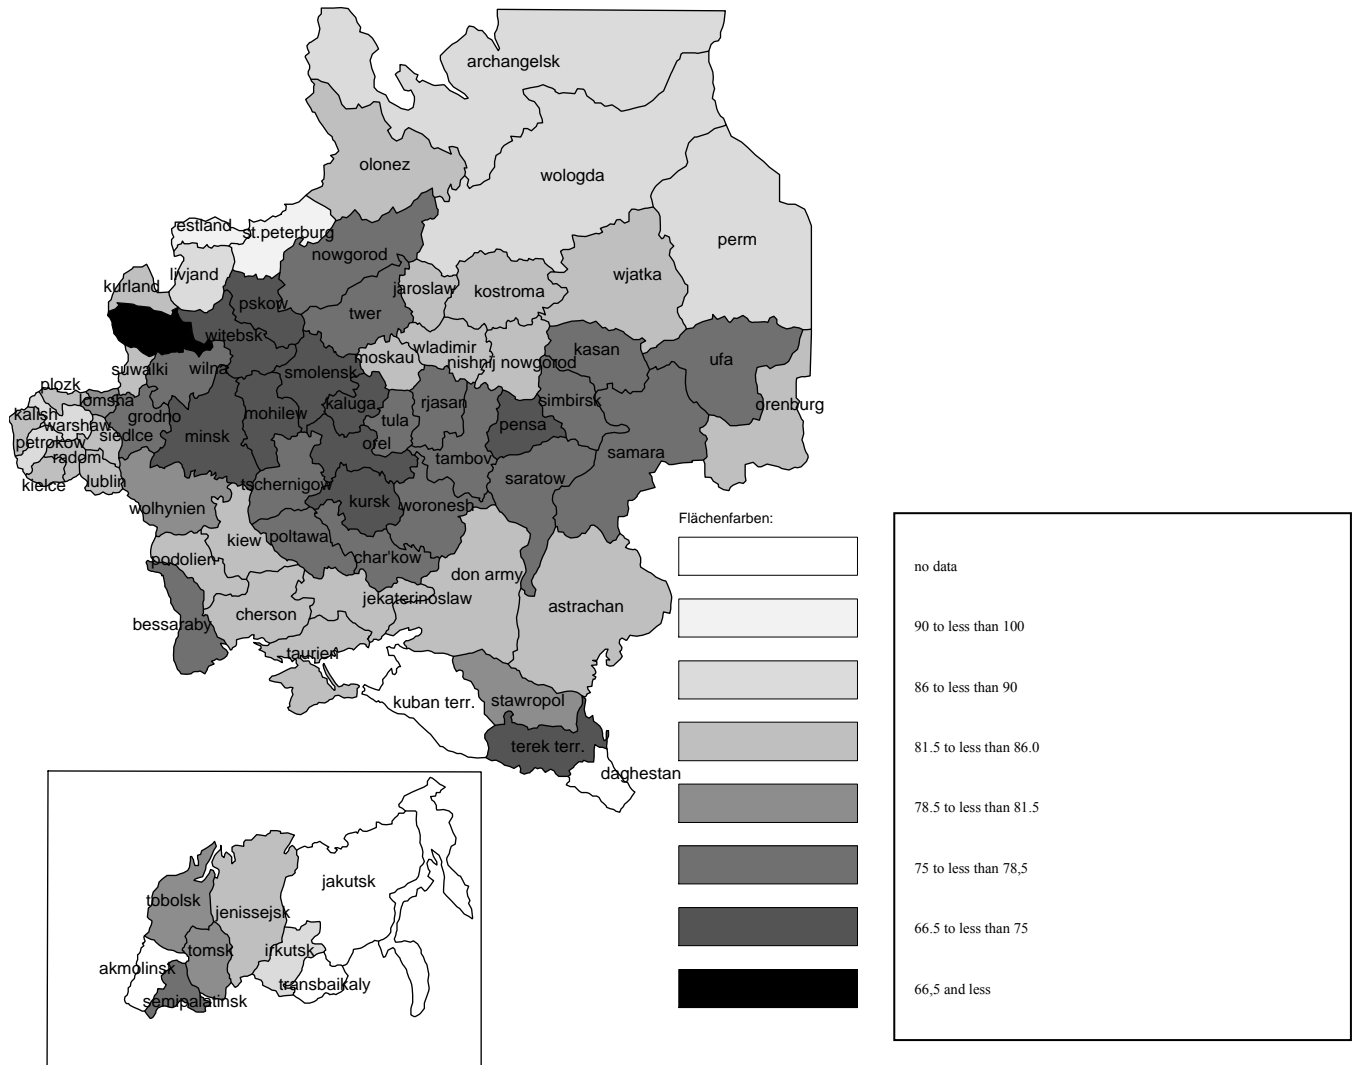 archangelsk
olonez
wologda
estland
st.peterburg
perm
nowgorod
livjand
wjatka
kurland
jaroslaw
kostroma
pskow
twer
witebsk
wladimir
kasan
moskau
nishnij nowgorod
ufa
suwalki
wilna
smolensk
plozk
lomsha
kaluga
rjasan
simbirsk
orenburg
kalish
grodno
mohilew
tula
pensa
warshaw
siedlce
minsk
petrokow
orel
samara
radom
tambov
kielce
lublin
tschernigow
saratow
wolhynien
kursk
woronesh
kiew
poltawa
podolien
char'kow
don army
jekaterinoslaw
astrachan
cherson
bessaraby
taurien
kuban terr.
stawropol
terek terr.
daghestan
jakutsk
tobolsk
jenissejsk
tomsk
irkutsk
akmolinsk
transbaikaly
semipalatinsk
Flächenfarben:
no data
90 to less than 100
86 to less than 90
81.5 to less than 86.0
78.5 to less than 81.5
75 to less than 78,5
66.5 to less than 75
66,5 and less